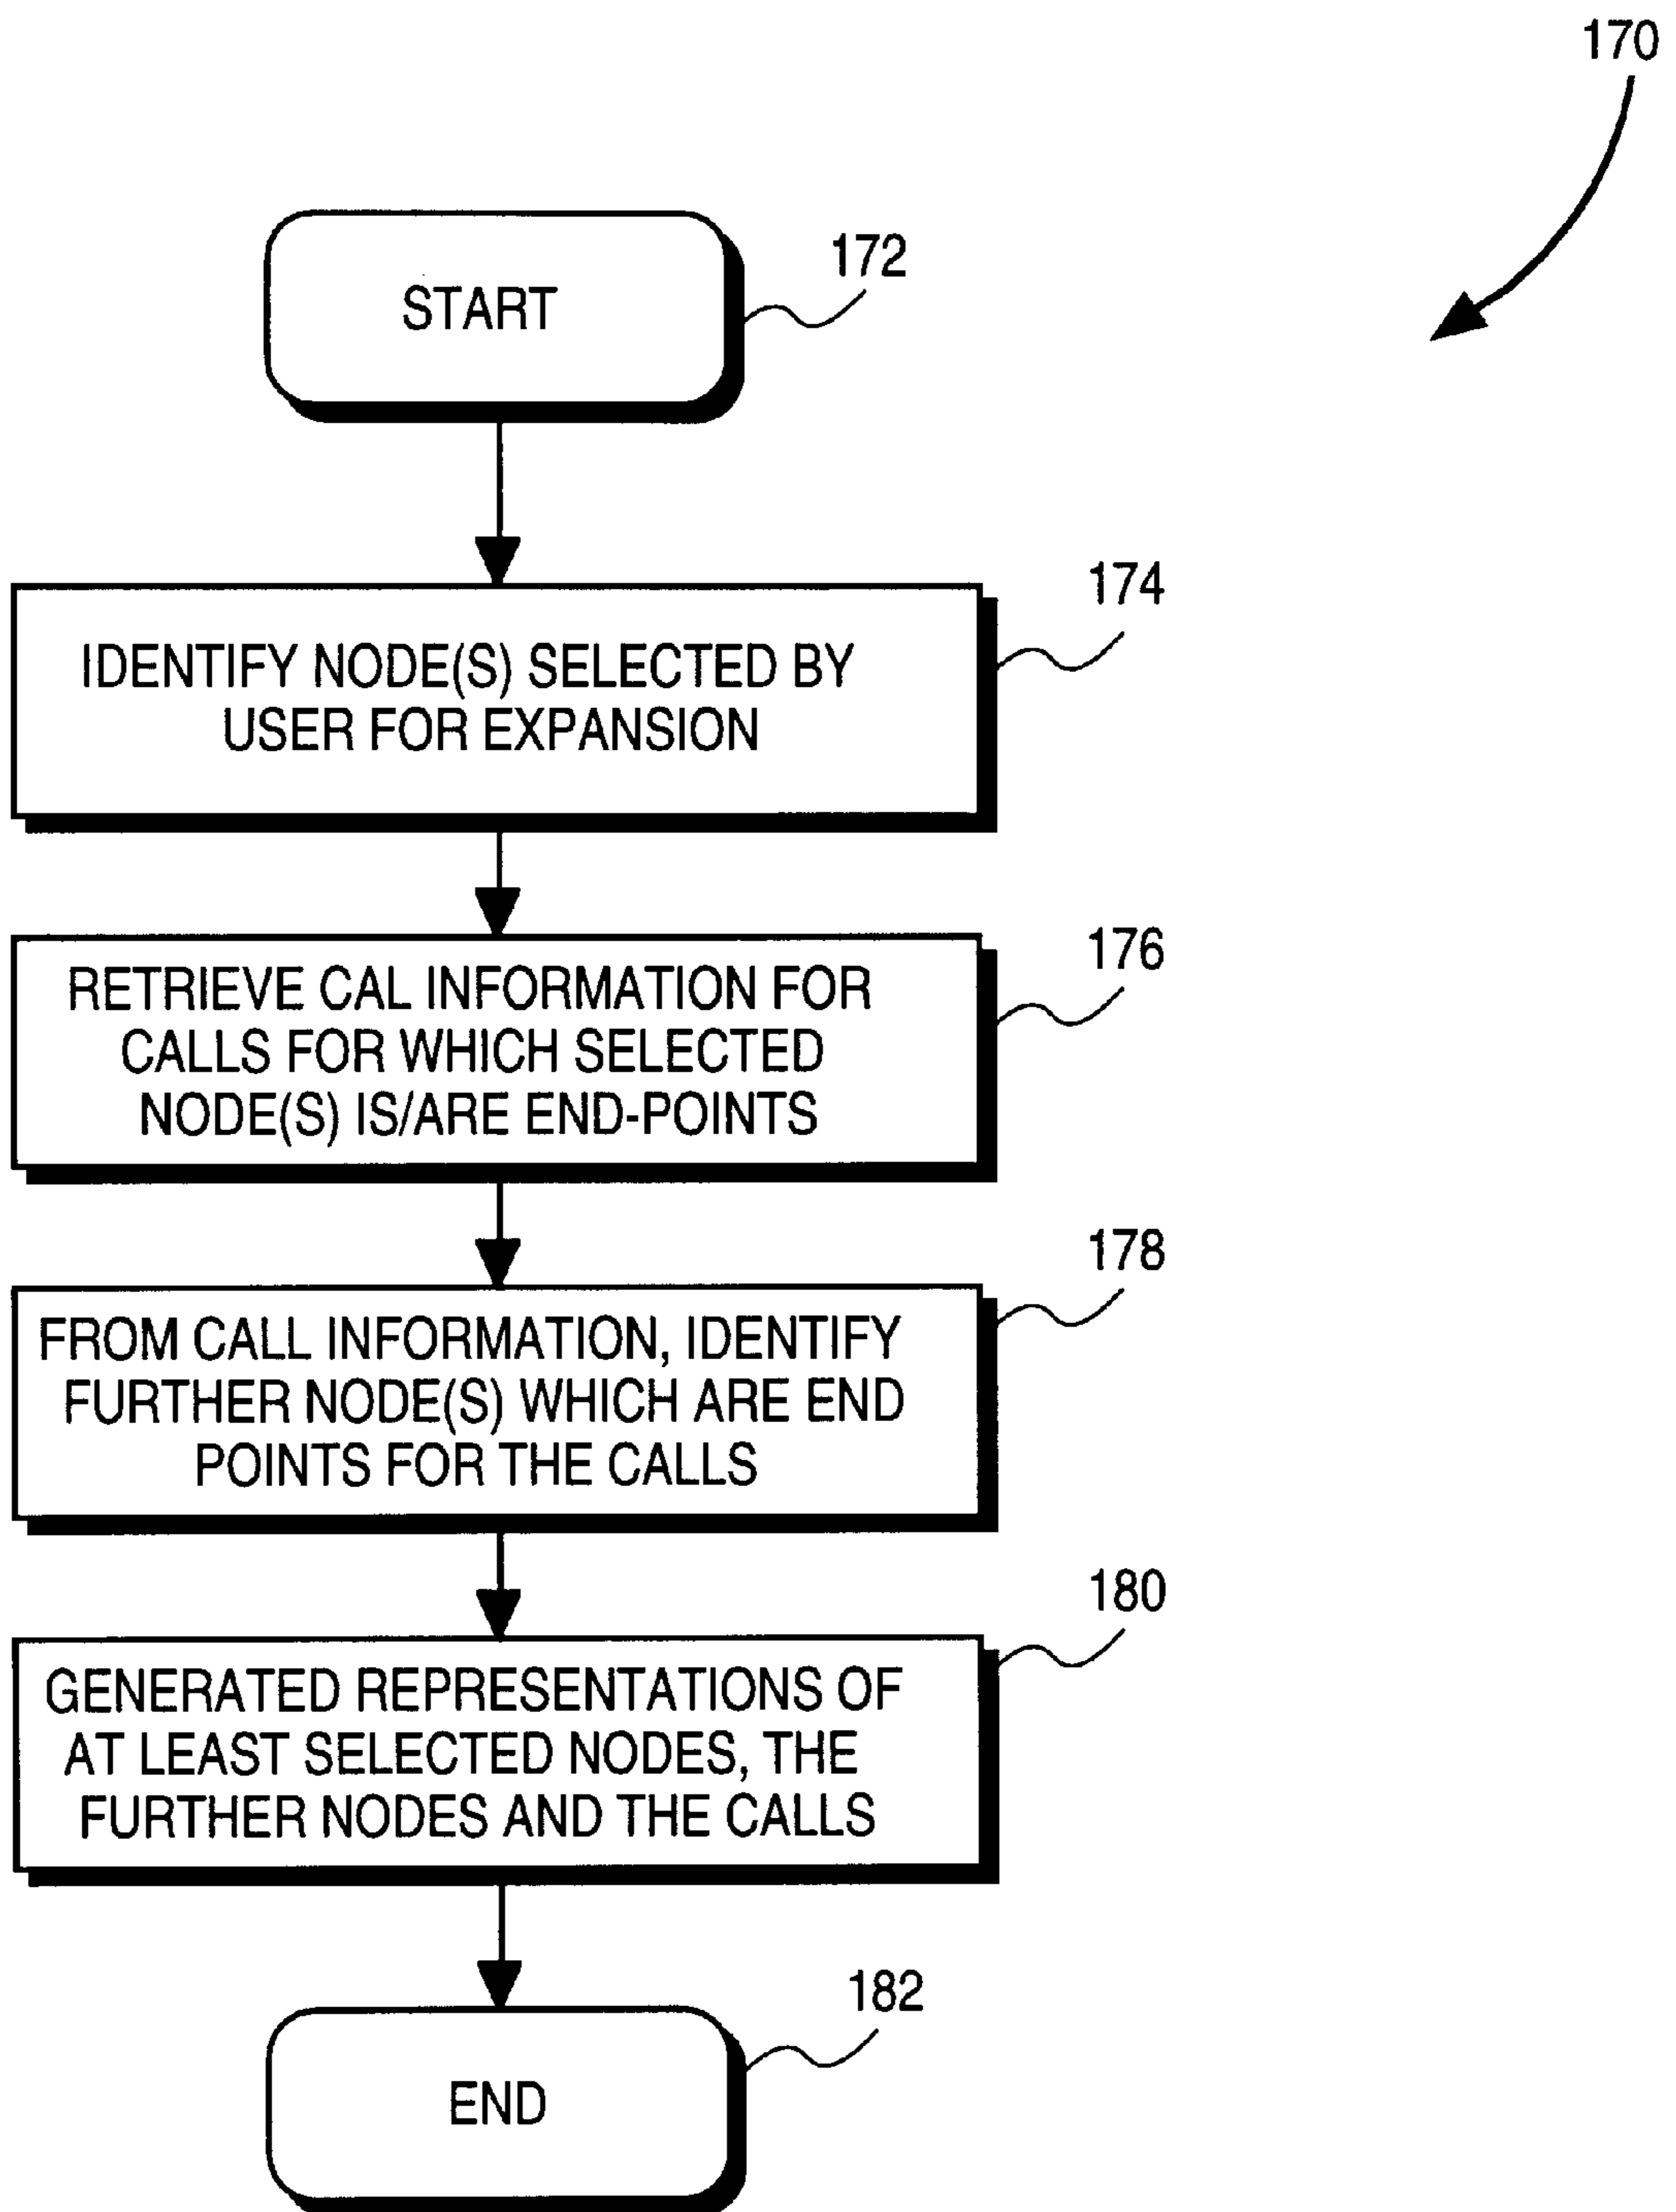 170
START
172
174
IDENTIFY NODE(S) SELECTED BY
USER FOR EXPANSION
176
RETRIEVE CAL INFORMATION FOR
CALLS FOR WHICH SELECTED
NODE(S) IS/ARE END-POINTS
178
FROM CALL INFORMATION, IDENTIFY
FURTHER NODE(S) WHICH ARE END
POINTS FOR THE CALLS
180
GENERATED REPRESENTATIONS OF
AT LEAST SELECTED NODES, THE
FURTHER NODES AND THE CALLS
182
END